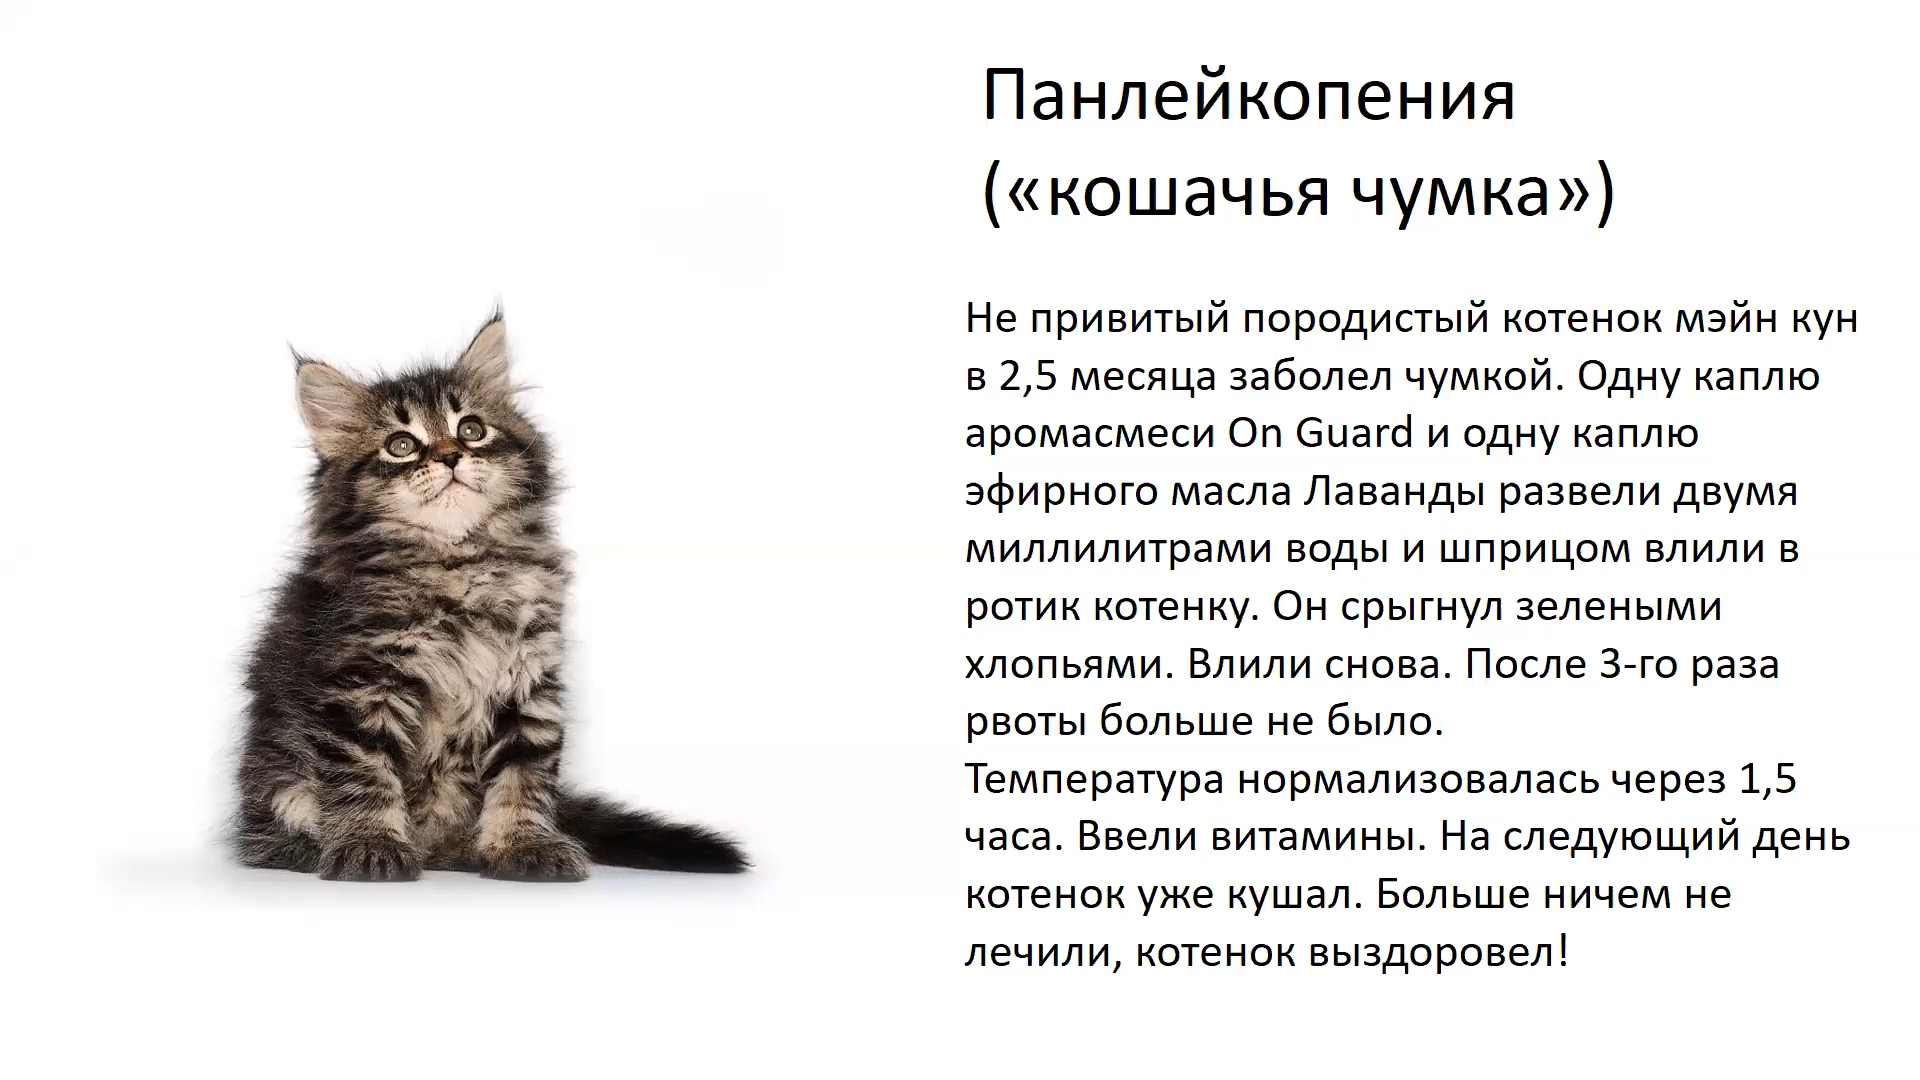 Панлейкопения
(«кошачья чумка»)
Не привитый породистый котенок мэйн кун
в 2,5 месяца заболел чумкой. Одну каплю
аромасмеси On Guard и одну каплю
эфирного масла Лаванды развели двумя
миллилитрами воды и шприцом влили в
ротик котенку. Он срыгнул зелеными
хлопьями. Влили снова. После 3-го раза
рвоты больше не было.
Температура нормализовалась через 1,5
часа. Ввели витамины. На следующий день
котенок уже кушал. Больше ничем не
лечили, котенок выздоровел!